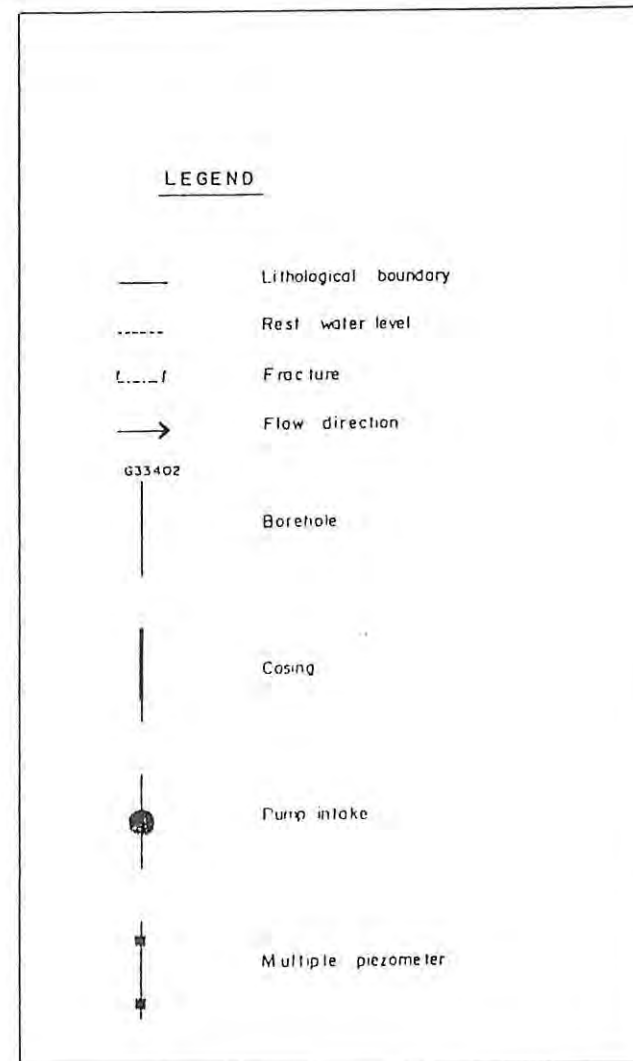 LEGEND
Lithological boundary
Rest water level
Fracture
Flow direction
G33402
Borehole
Casing
Pump intake
Multiple piezometer